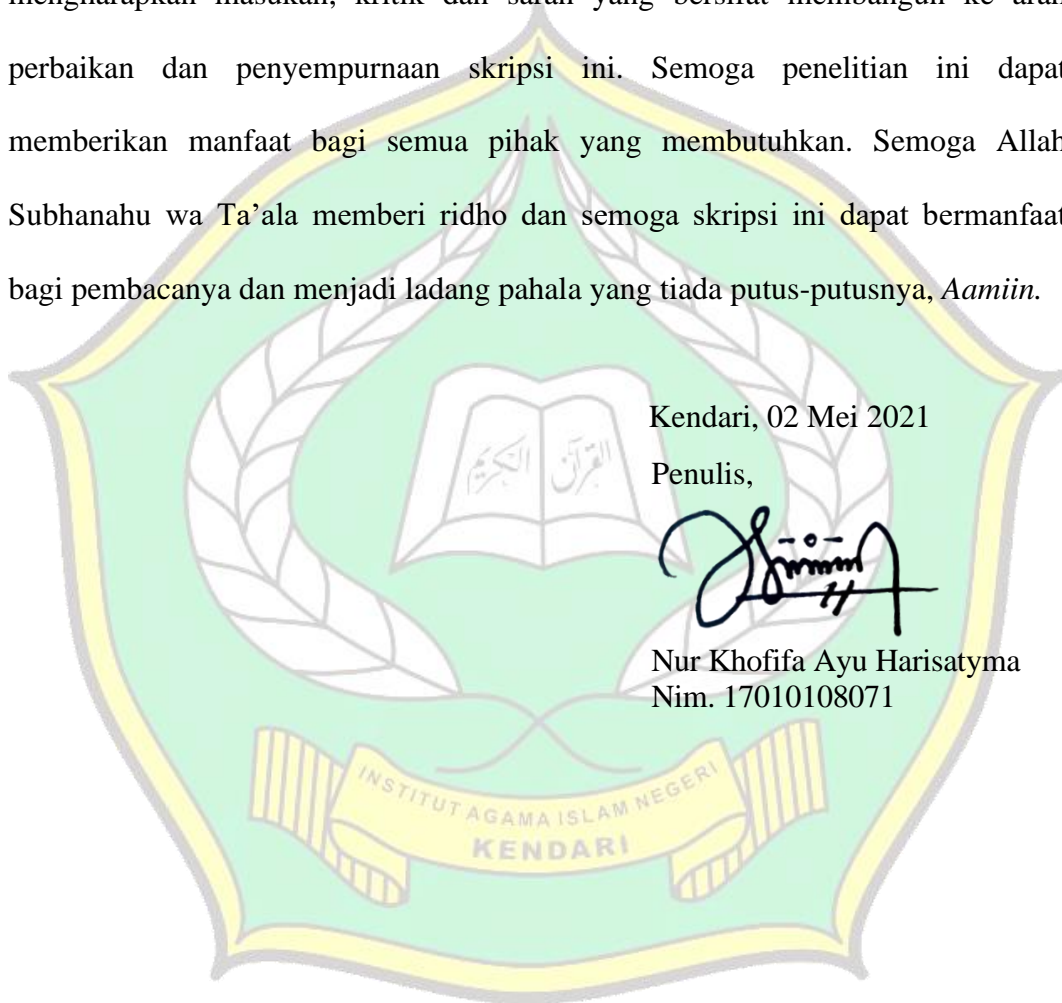 mengharapkan masukan, kritik dan saran yang bersifat membangun ke arah
perbaikan dan penyempurnaan skripsi ini. Semoga penelitian ini dapat
memberikan manfaat bagi semua pihak yang membutuhkan. Semoga Allah
Subhanahu wa Ta’ala memberi ridho dan semoga skripsi ini dapat bermanfaat
bagi pembacanya dan menjadi ladang pahala yang tiada putus-putusnya, Aamiin.
Kendari, 02 Mei 2021
Penulis,
Nur Khofifa Ayu Harisatyma
Nim. 17010108071
القرآن الكريم
INSTITUT AGAMA ISLAM NEGERI
KENDARI